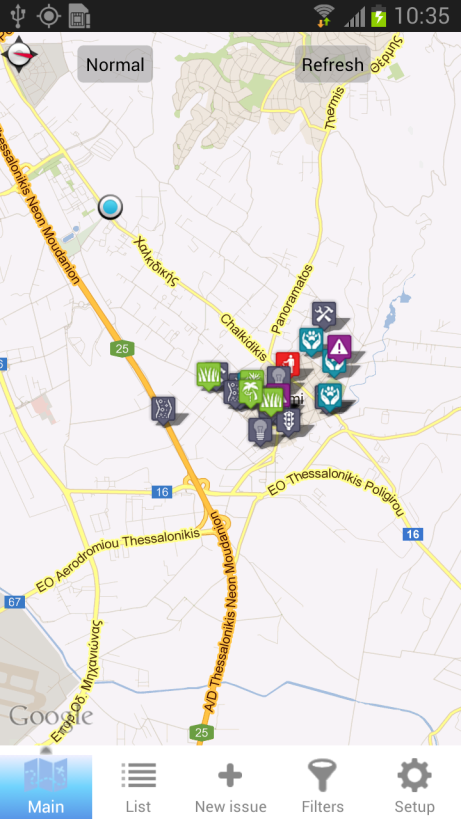 10:35
Normal
Refresh
Θέρμης
Thermis
Thessalonikis Neon Moudanion
Χαλκιδικής
Panoramatos
Chalkidikis
25
mi
16
EO Thessalonikis Poligirou
16
EO Aerodromiou Thessalonikis
67
A/D Thessalonikis Neon Moudanion
Επαρ.Οδ. Μηχανιώνας
Google
25
Main
List
New issue
Filters
Setup